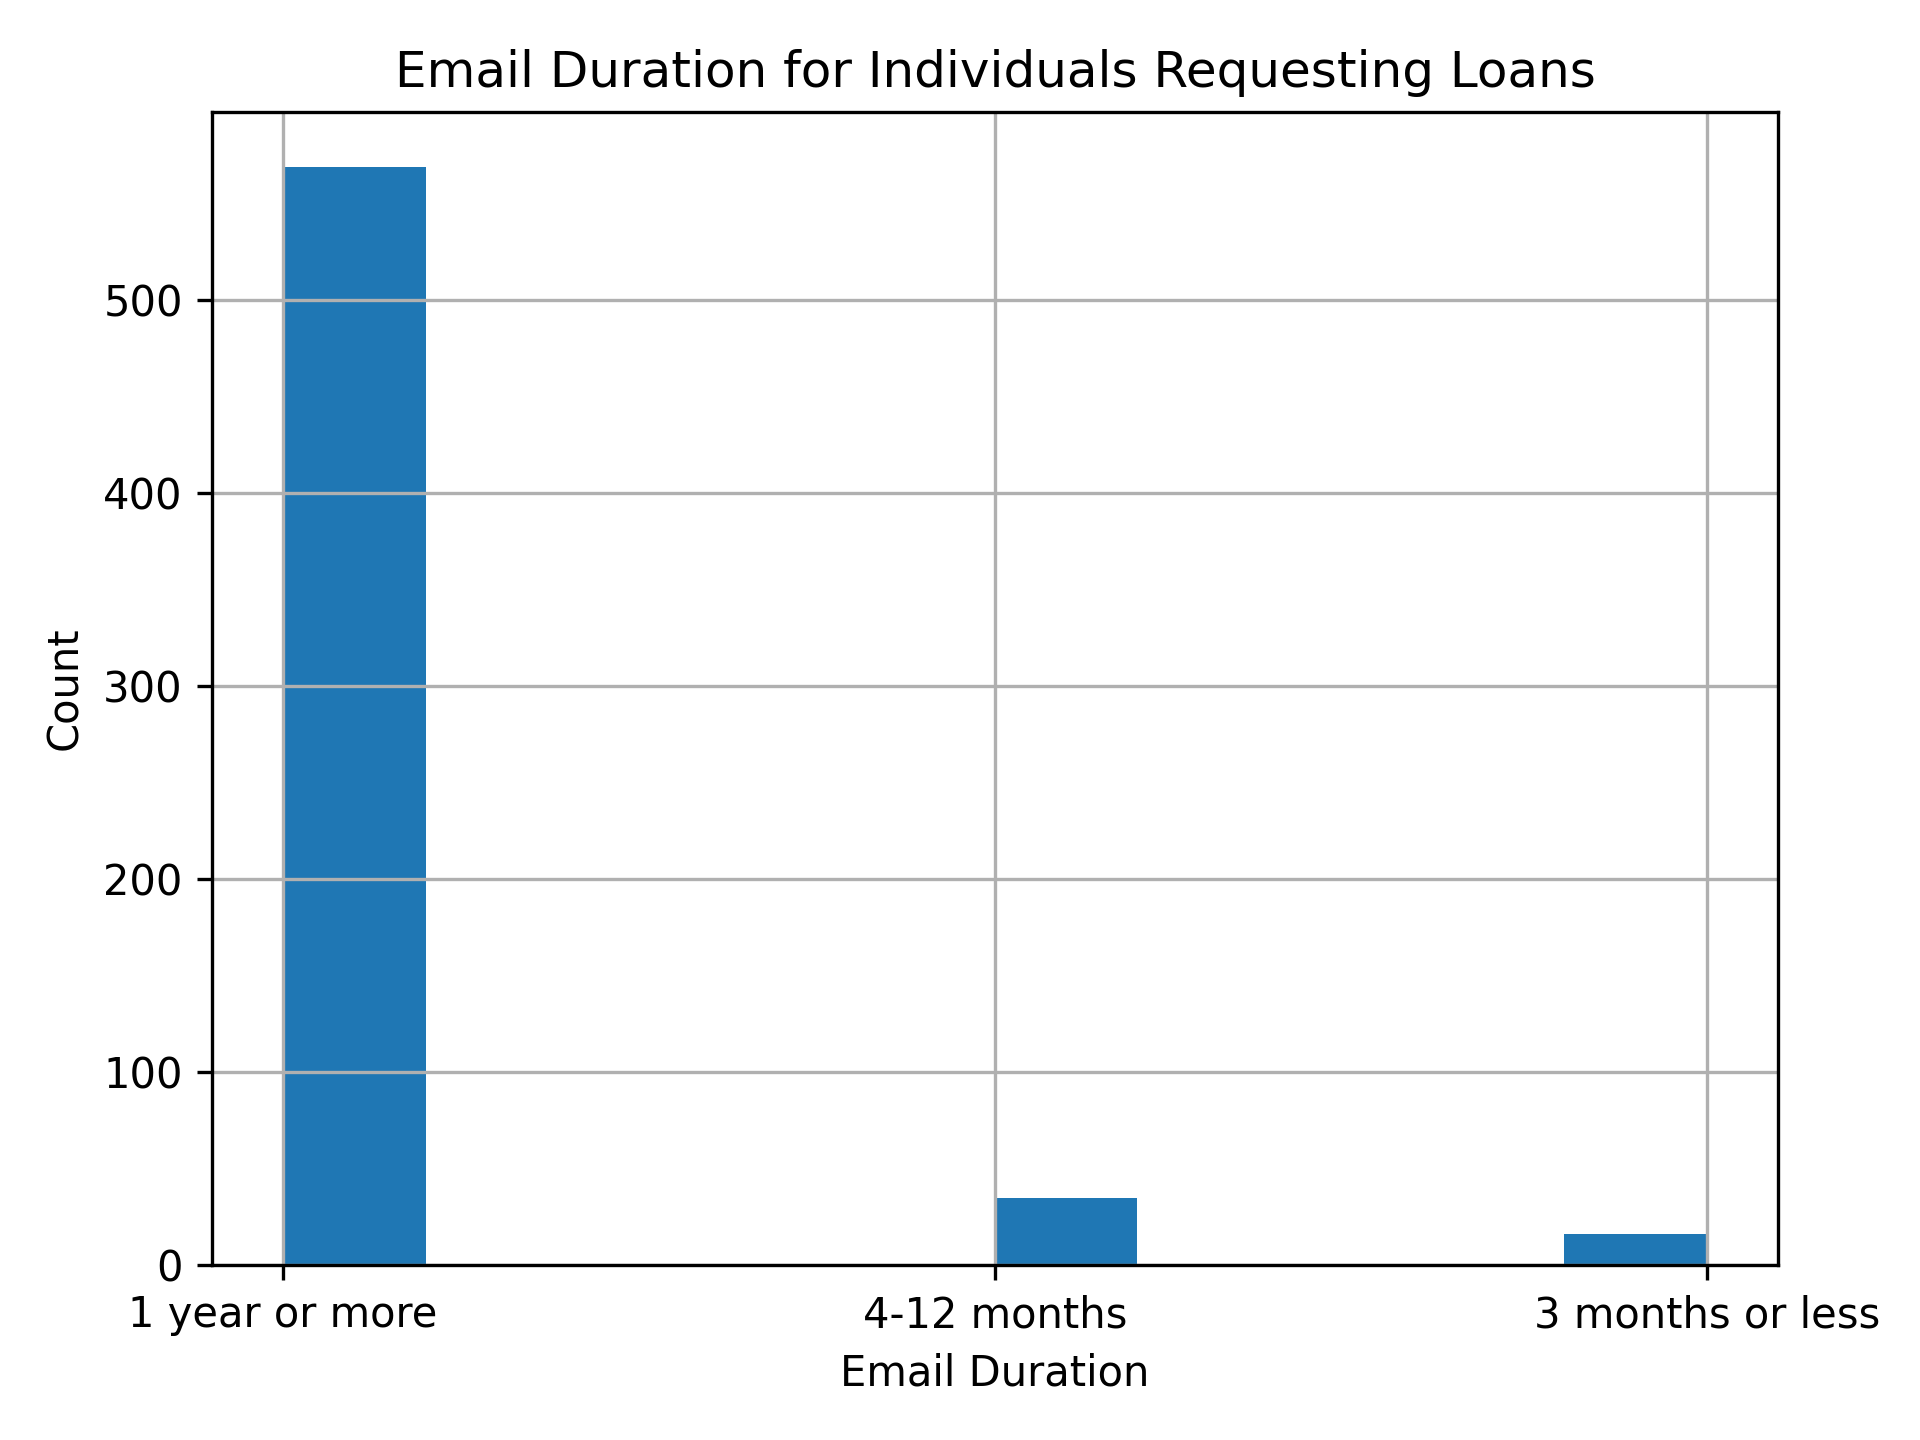 Email Duration for Individuals Requesting Loans
500
400
300
200
100
0
Count
1 year or more
4-12 months
3 months or less
Email Duration